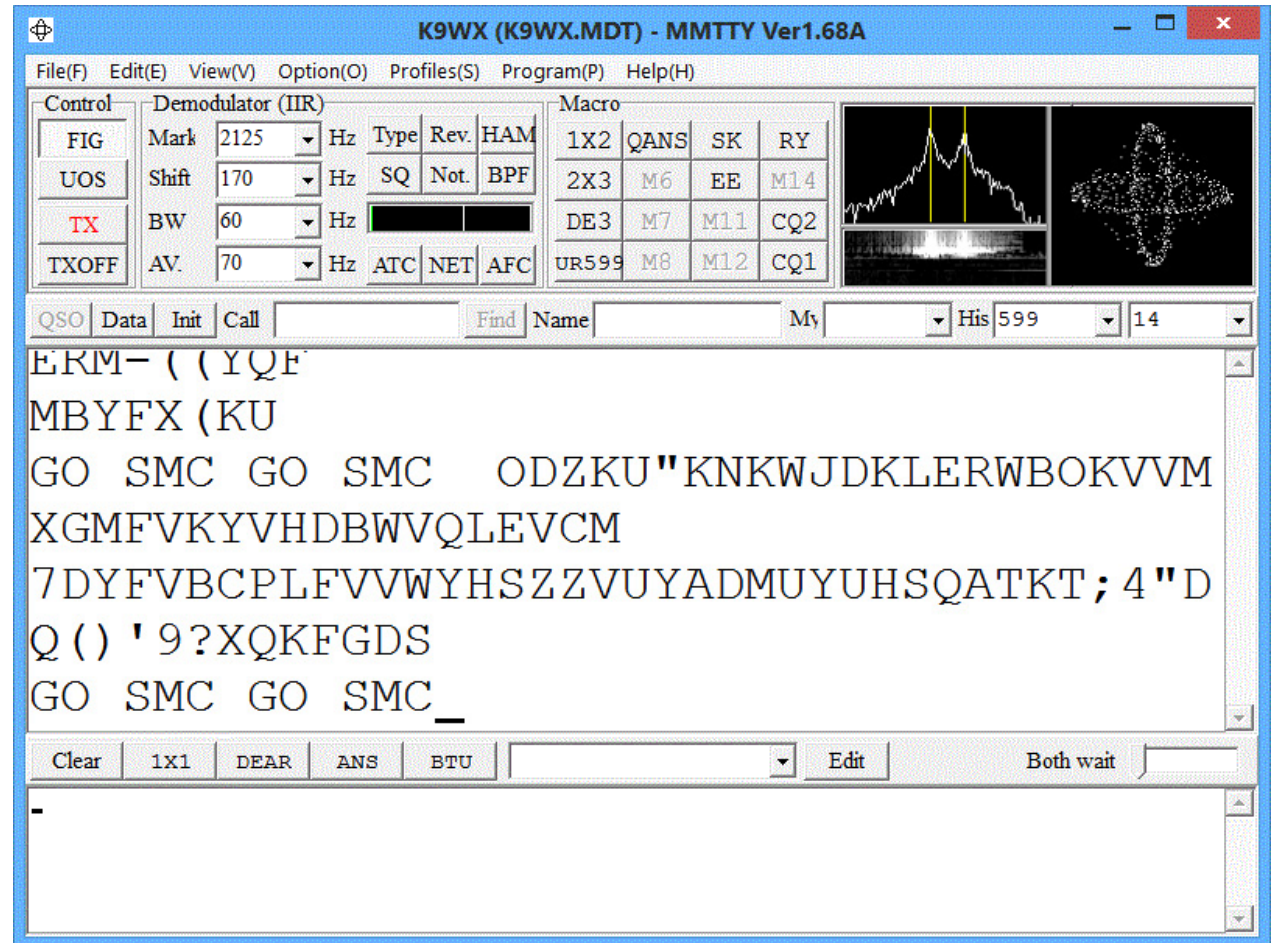 K9WX (K9WX.MDT) - MMTTY Ver1.68A
File(F) Edit(E) View(V) Option(O) Profiles(S) Program(P) Help(H)
Control Demodulator (IIR) Macro
FIG Mark 2125 Hz Type Rev. HAM 1X2 QANS SK RY
UOS Shift 170 Hz SQ Not. BPF 2X3 M6 EE M14
TX BW 60 Hz DE3 M7 M11 CQ2
TXOFF AV. 70 Hz ATC NET AFC UR599 M8 M12 CQ1
QSO Data Init Call Find Name My His 599 14
ERM-((YQF
MBYFX(KU
GO SMC GO SMC  ODZKU"KNKWJDKLERWBOKVVM
XGMFVKYVHDBWVQLEVCM
7DYFVBCPLFVVWYHSZZVUYADMUYUHSQATKT;4"D
Q()'9?XQKFGDS
GO SMC GO SMC_
Clear 1X1 DEAR ANS BTU Edit Both wait